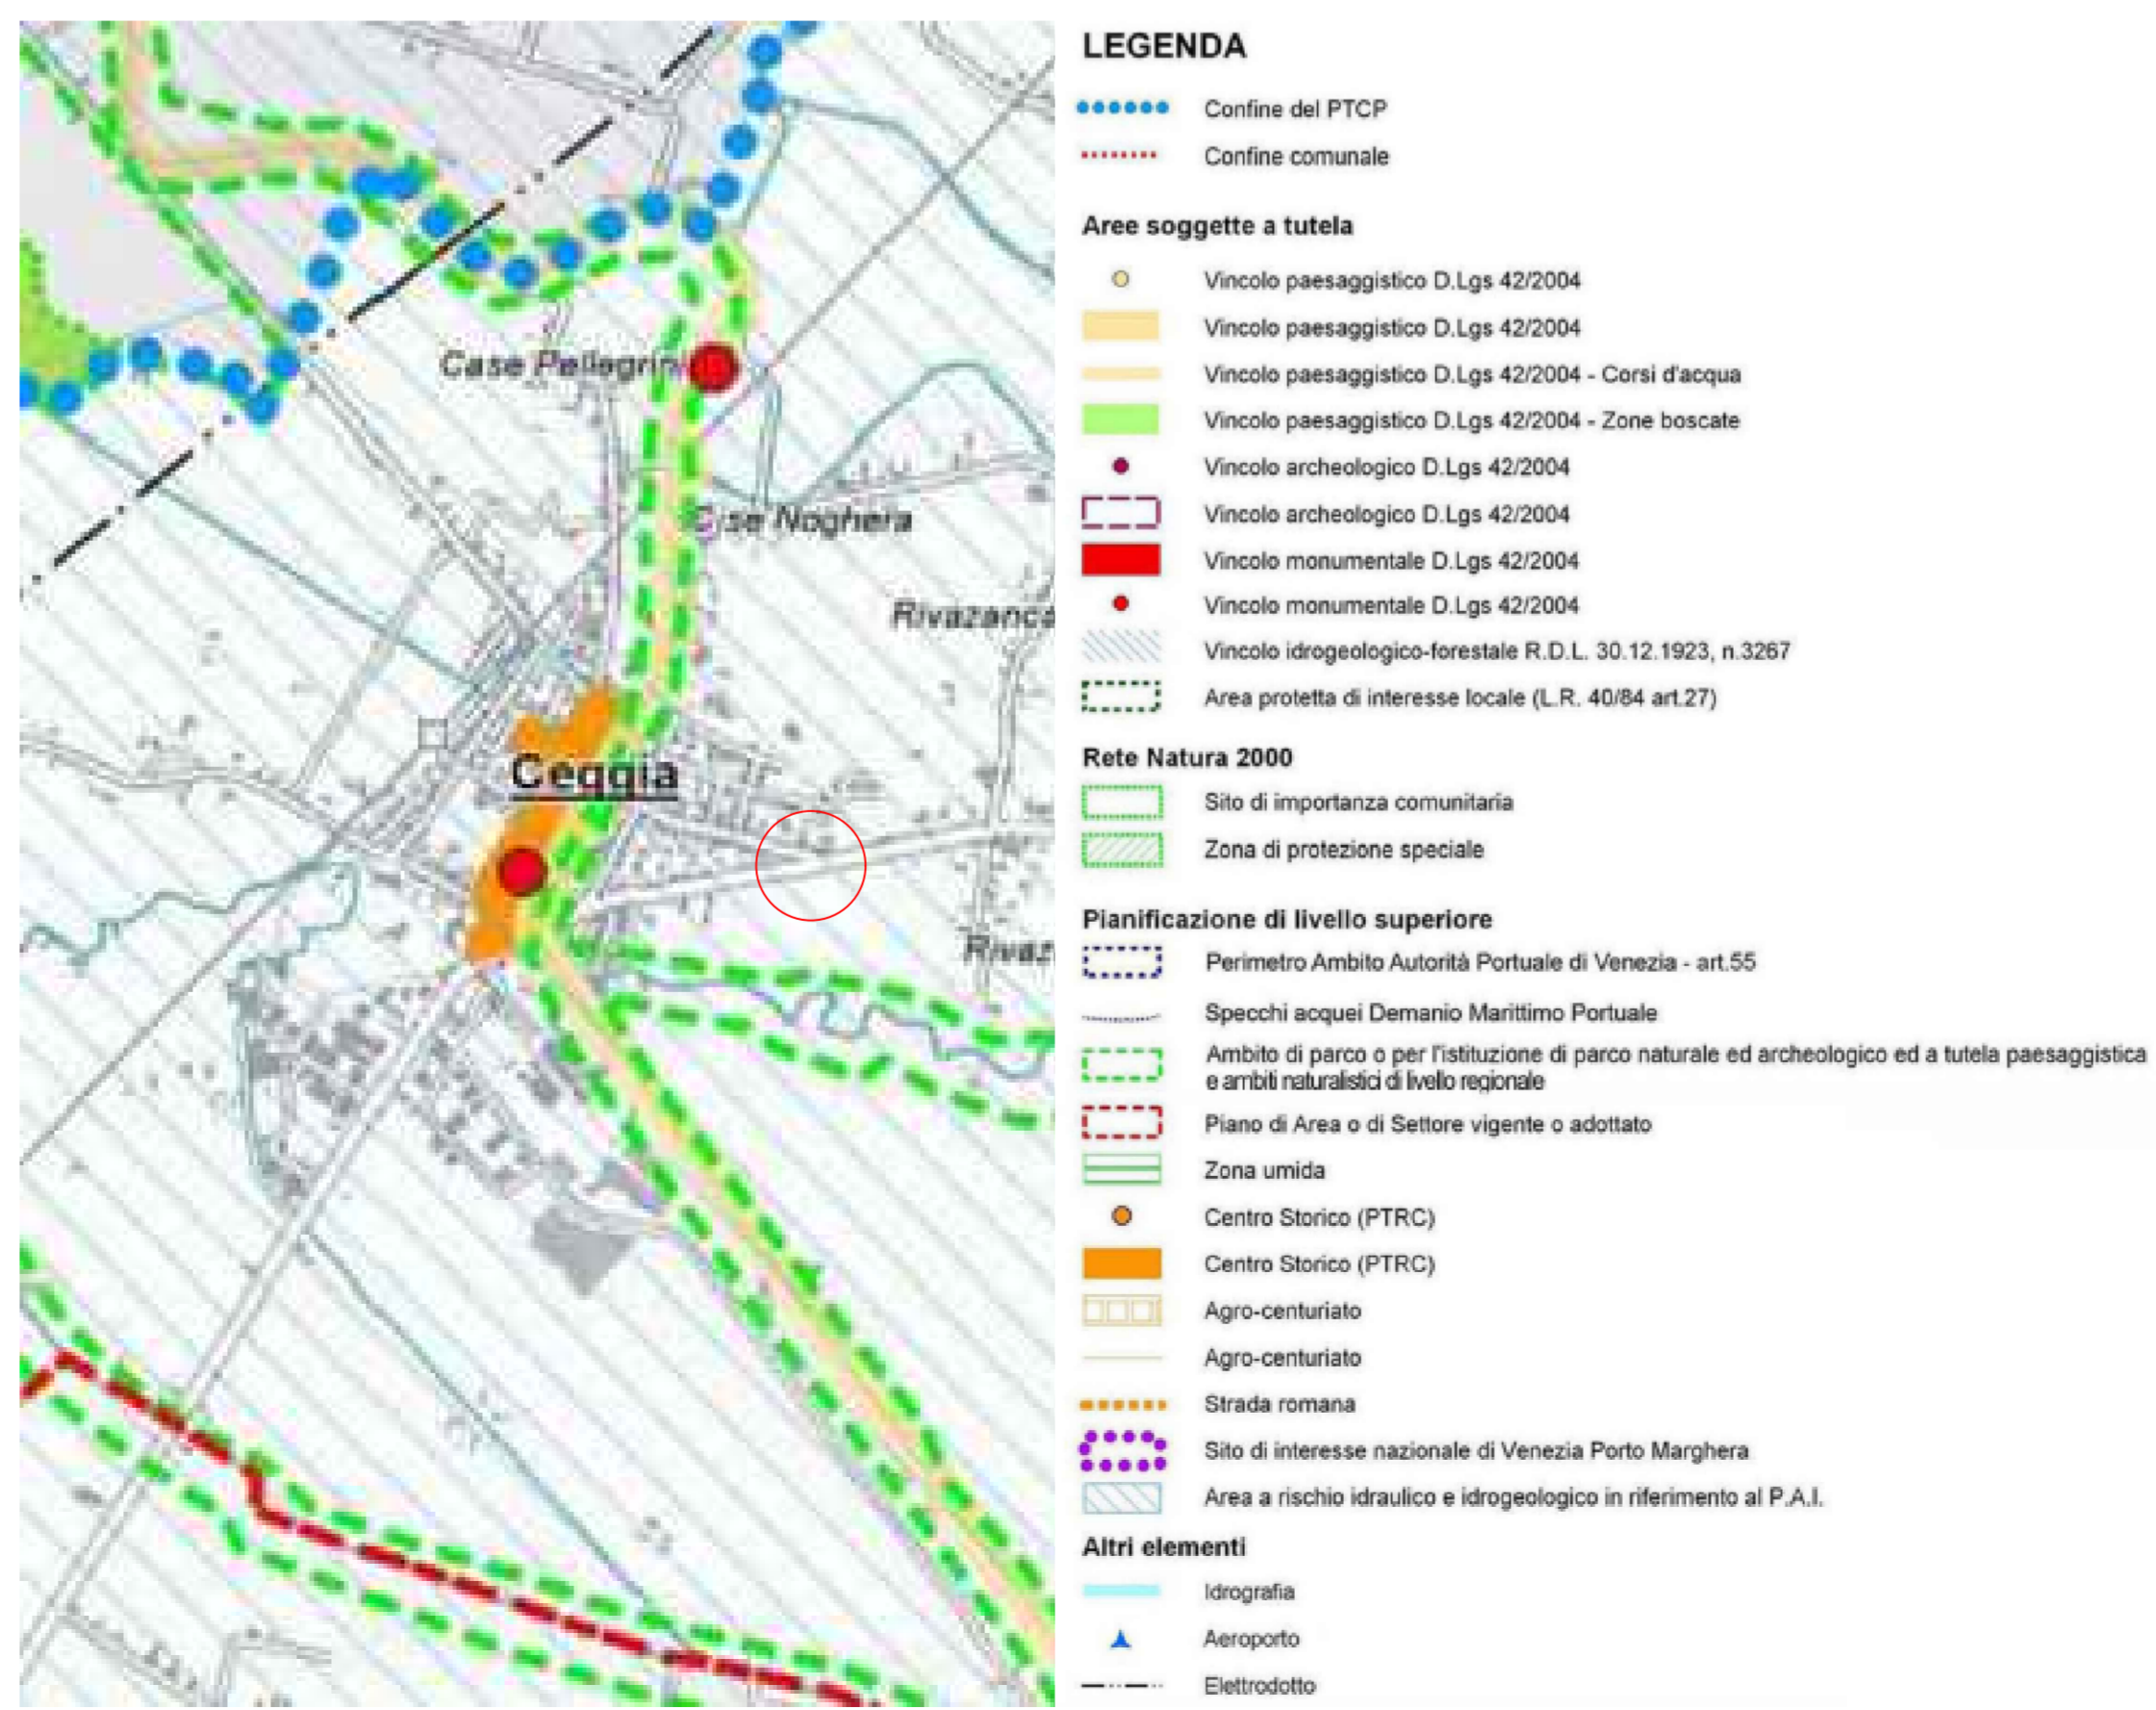 Case Pellegrini
Case Noghera
Rivazanca
Ceggia
Rivaz
LEGENDA
Confine del PTCP
Confine comunale
Aree soggette a tutela
Vincolo paesaggistico D.Lgs 42/2004
Vincolo paesaggistico D.Lgs 42/2004
Vincolo paesaggistico D.Lgs 42/2004 - Corsi d'acqua
Vincolo paesaggistico D.Lgs 42/2004 - Zone boscate
Vincolo archeologico D.Lgs 42/2004
Vincolo archeologico D.Lgs 42/2004
Vincolo monumentale D.Lgs 42/2004
Vincolo monumentale D.Lgs 42/2004
Vincolo idrogeologico-forestale R.D.L. 30.12.1923, n.3267
Area protetta di interesse locale (L.R. 40/84 art.27)
Rete Natura 2000
Sito di importanza comunitaria
Zona di protezione speciale
Pianificazione di livello superiore
Perimetro Ambito Autorità Portuale di Venezia - art.55
Specchi acquei Demanio Marittimo Portuale
Ambito di parco o per l'istituzione di parco naturale ed archeologico ed a tutela paesaggistica
e ambiti naturalistici di livello regionale
Piano di Area o di Settore vigente o adottato
Zona umida
Centro Storico (PTRC)
Centro Storico (PTRC)
Agro-centuriato
Agro-centuriato
Strada romana
Sito di interesse nazionale di Venezia Porto Marghera
Area a rischio idraulico e idrogeologico in riferimento al P.A.I.
Altri elementi
Idrografia
Aeroporto
Elettrodotto